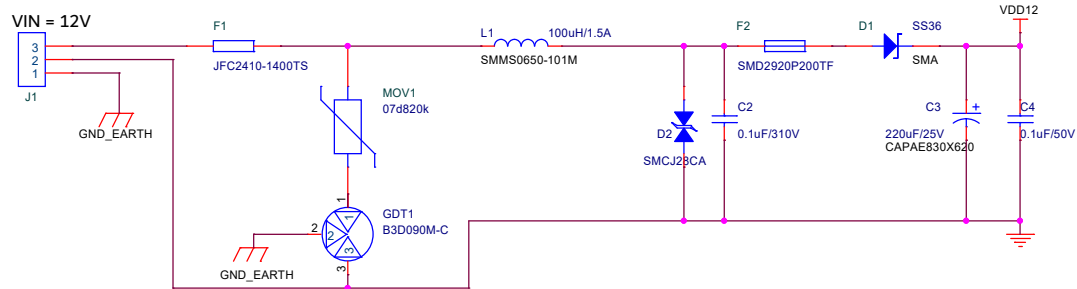 VIN = 12V
3
2
1
J1
GND_EARTH
F1
JFC2410-1400TS
MOV1
07d820k
1
2
3
1
2
3
GDT1
B3D090M-C
GND_EARTH
L1
100uH/1.5A
SMMS0650-101M
D2
SMCJ28CA
C2
0.1uF/310V
F2
SMD2920P200TF
D1
SS36
SMA
VDD12
C3
+
220uF/25V
CAPAE830X620
C4
0.1uF/50V